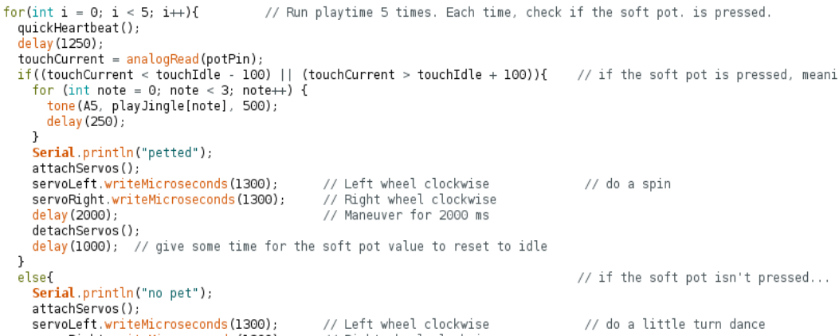 for(int i = 0; i < 5; i++){ // Run playtime 5 times. Each time, check if the soft pot. is pressed.
quickHeartbeat();
delay(1250);
touchCurrent = analogRead(potPin);
if((touchCurrent < touchIdle - 100) || (touchCurrent > touchIdle + 100)){ // if the soft pot is pressed, meani
for (int note = 0; note < 3; note++) {
tone(A5, playJingle[note], 500);
delay(250);
}
Serial.println("petted");
attachServos();
servoLeft.writeMicroseconds(1300); // Left wheel clockwise // do a spin
servoRight.writeMicroseconds(1300); // Right wheel clockwise
delay(2000); // Maneuver for 2000 ms
detachServos();
delay(1000); // give some time for the soft pot value to reset to idle
}
else{ // if the soft pot isn't pressed...
Serial.println("no pet");
attachServos();
servoLeft.writeMicroseconds(1300); // Left wheel clockwise // do a little turn dance